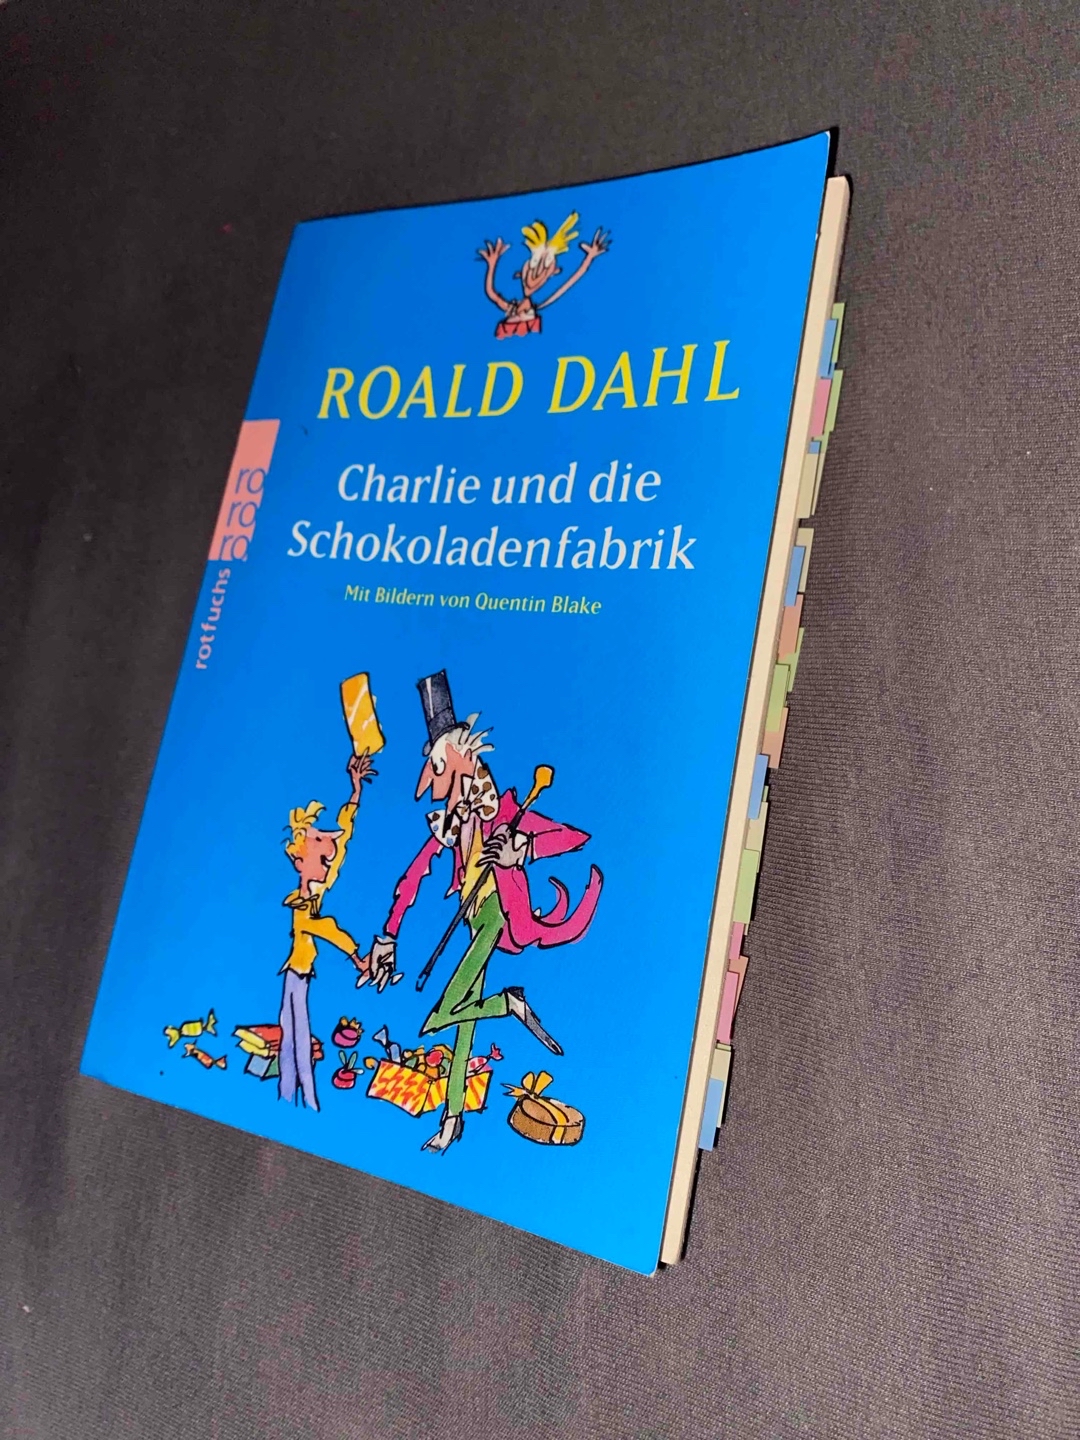 ROALD DAHL
Charlie und die
Schokoladenfabrik
Mit Bildern von Quentin Blake
ro
ro
ro
rotfuchs